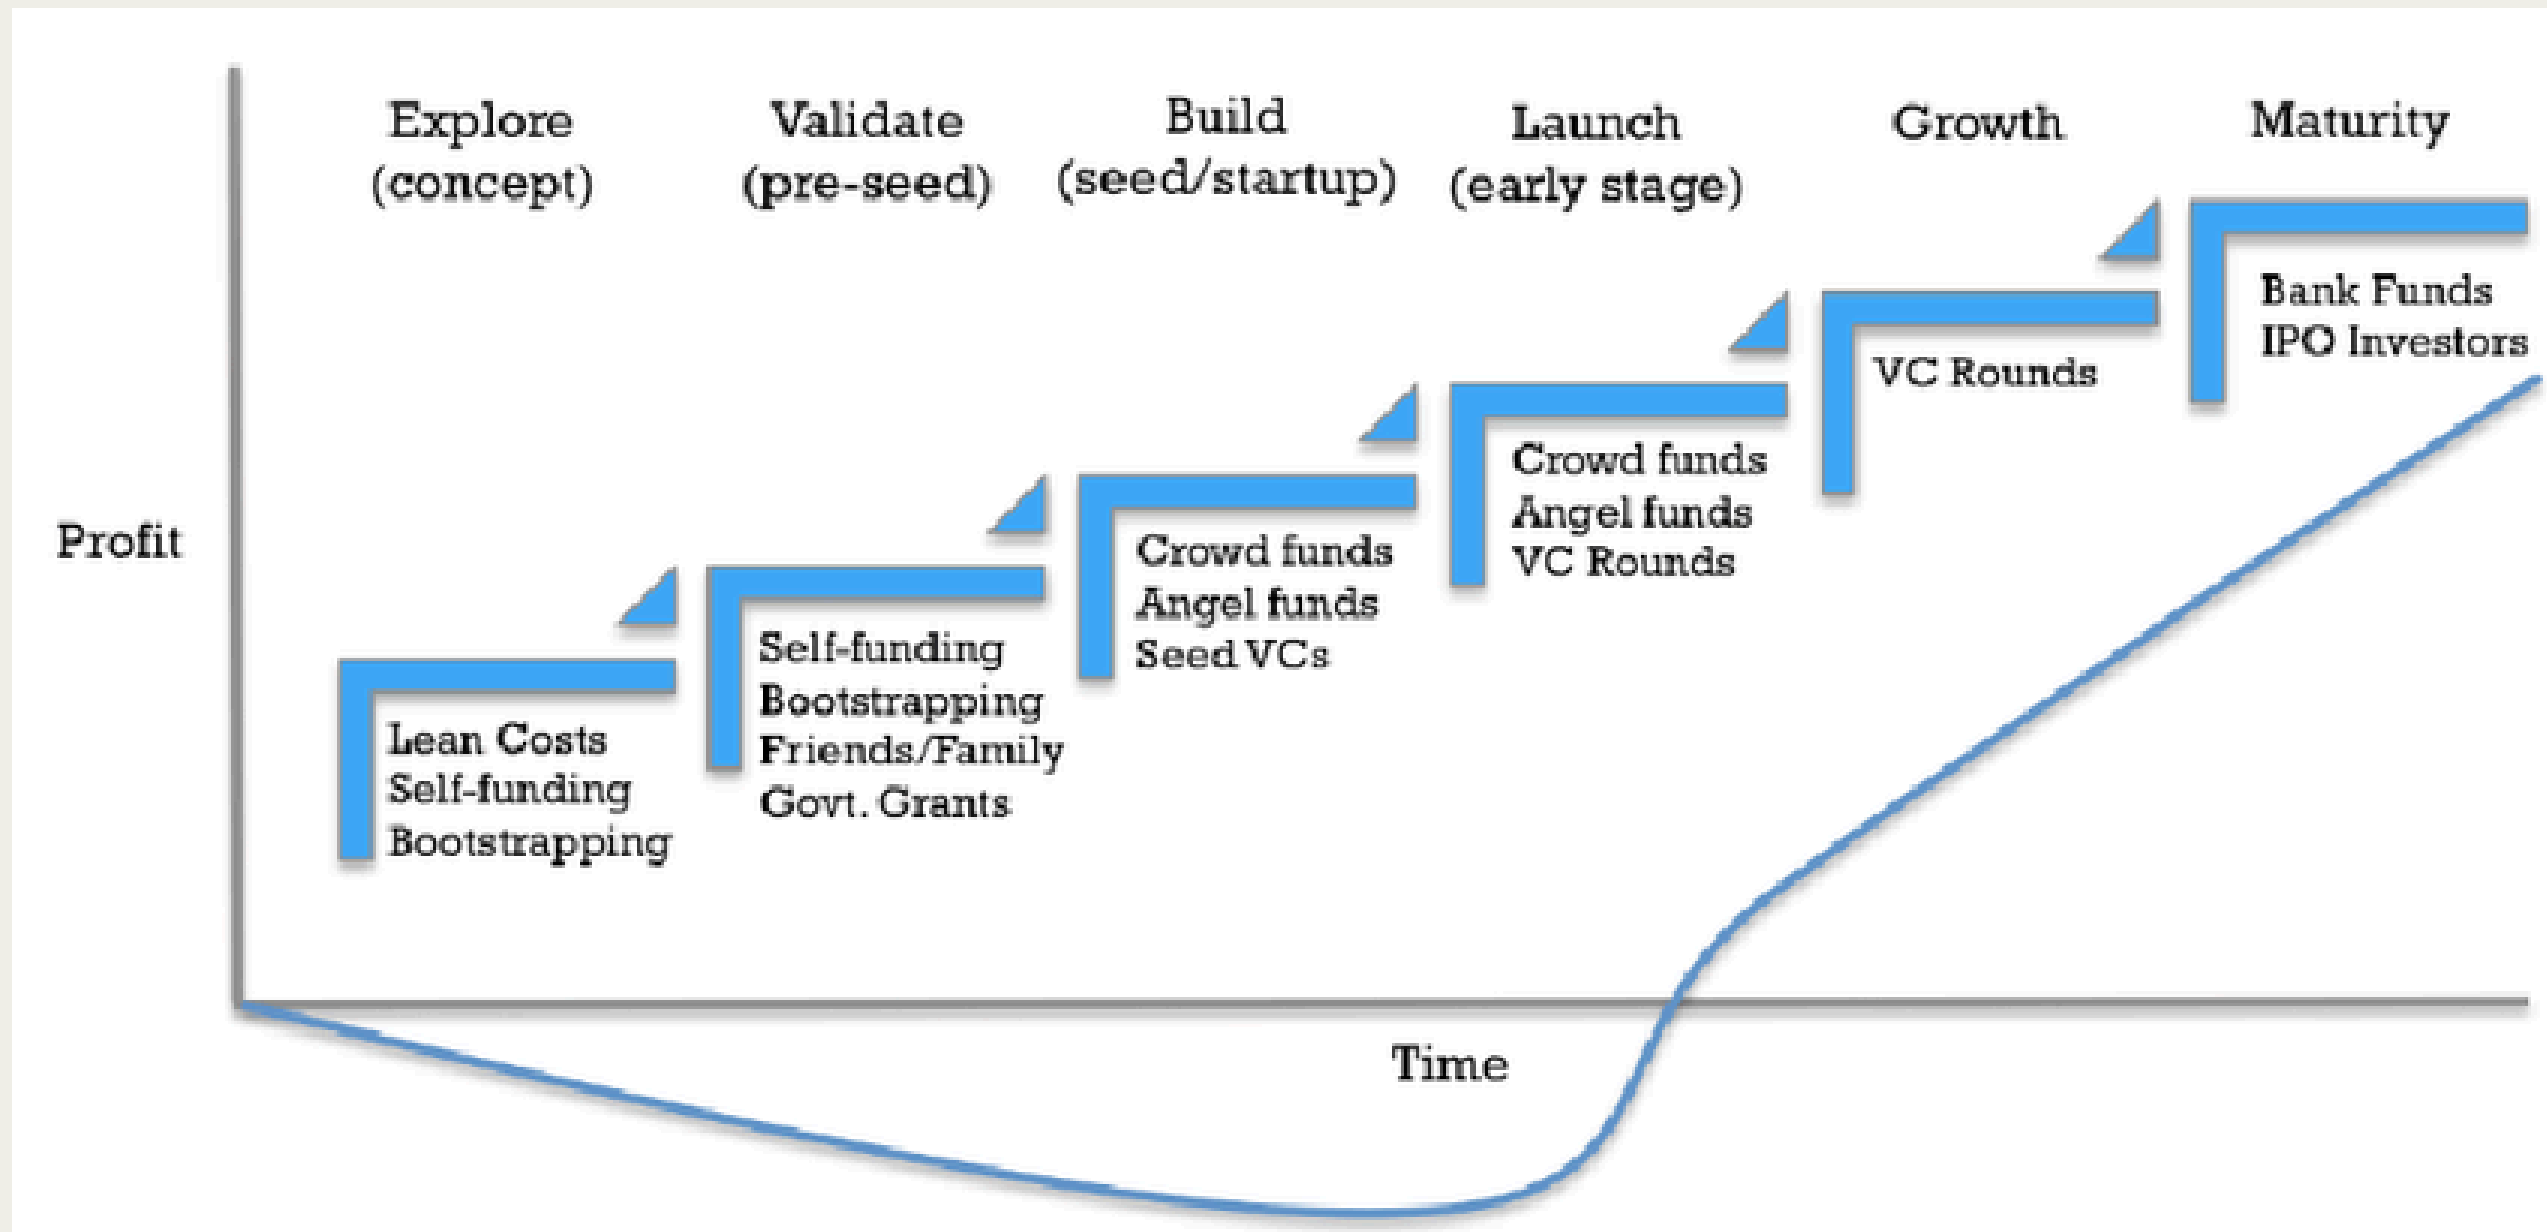 Explore
(concept)
Validate
(pre-seed)
Build
(seed/startup)
Launch
(early stage)
Growth
Maturity
Profit
Lean Costs
Self-funding
Bootstrapping
Self-funding
Bootstrapping
Friends/Family
Govt. Grants
Crowd funds
Angel funds
Seed VCs
Crowd funds
Angel funds
VC Rounds
VC Rounds
Bank Funds
IPO Investors
Time